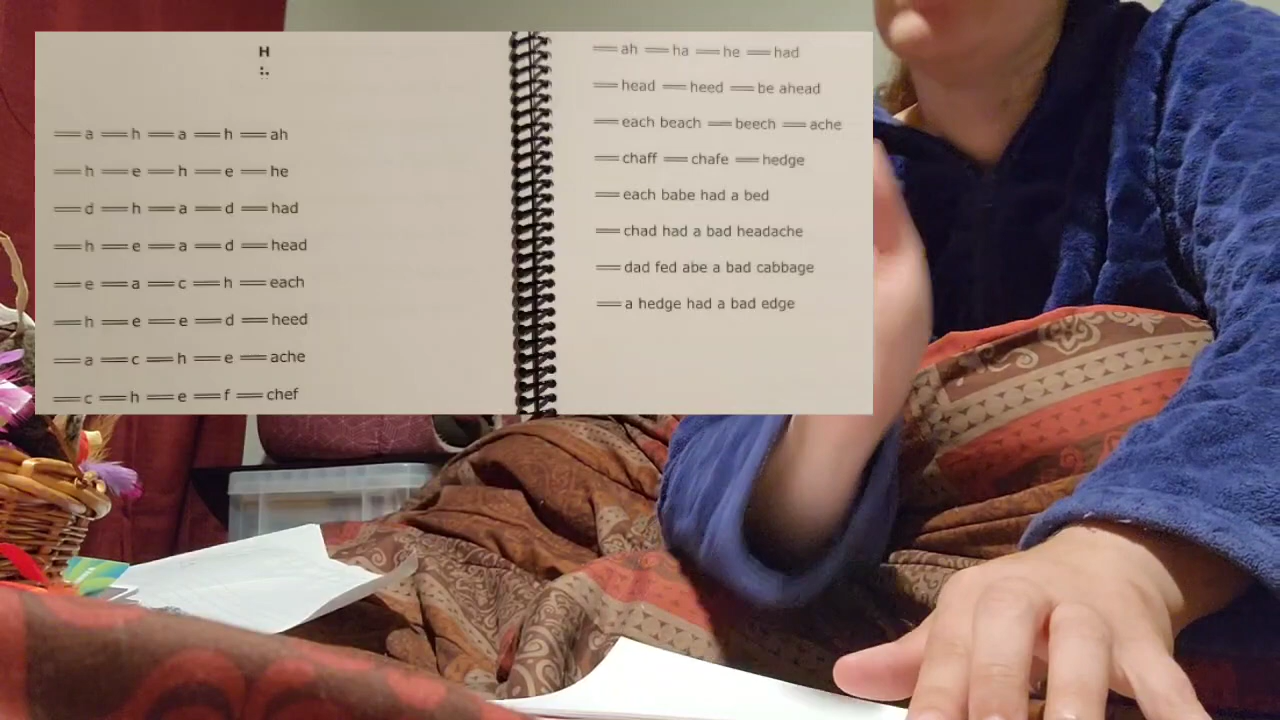 H
⠓
══ a ══ h ══ a ══ h ══ ah
══ h ══ e ══ h ══ e ══ he
══ d ══ h ══ a ══ d ══ had
══ h ══ e ══ a ══ d ══ head
══ e ══ a ══ c ══ h ══ each
══ h ══ e ══ e ══ d ══ heed
══ a ══ c ══ h ══ e ══ ache
══ c ══ h ══ e ══ f ══ chef
══ ah ══ ha ══ he ══ had
══ head ══ heed ══ be ahead
══ each beach ══ beech ══ ache
══ chaff ══ chafe ══ hedge
══ each babe had a bed
══ chad had a bad headache
══ dad fed abe a bad cabbage
══ a hedge had a bad edge